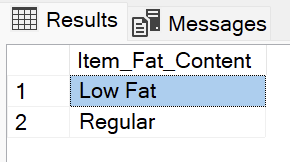 Results Messages
Item_Fat_Content
1 Low Fat
2 Regular